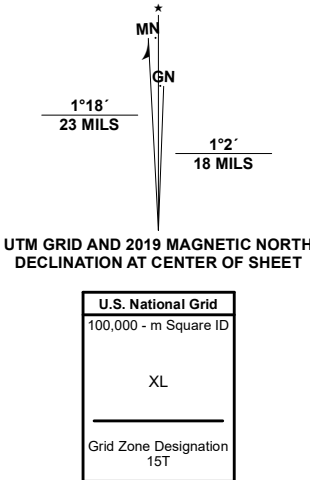 MN
GN
1°18´
23 MILS
1°2´
18 MILS
UTM GRID AND 2019 MAGNETIC NORTH
DECLINATION AT CENTER OF SHEET
U.S. National Grid
100,000 - m Square ID
XL
Grid Zone Designation
15T